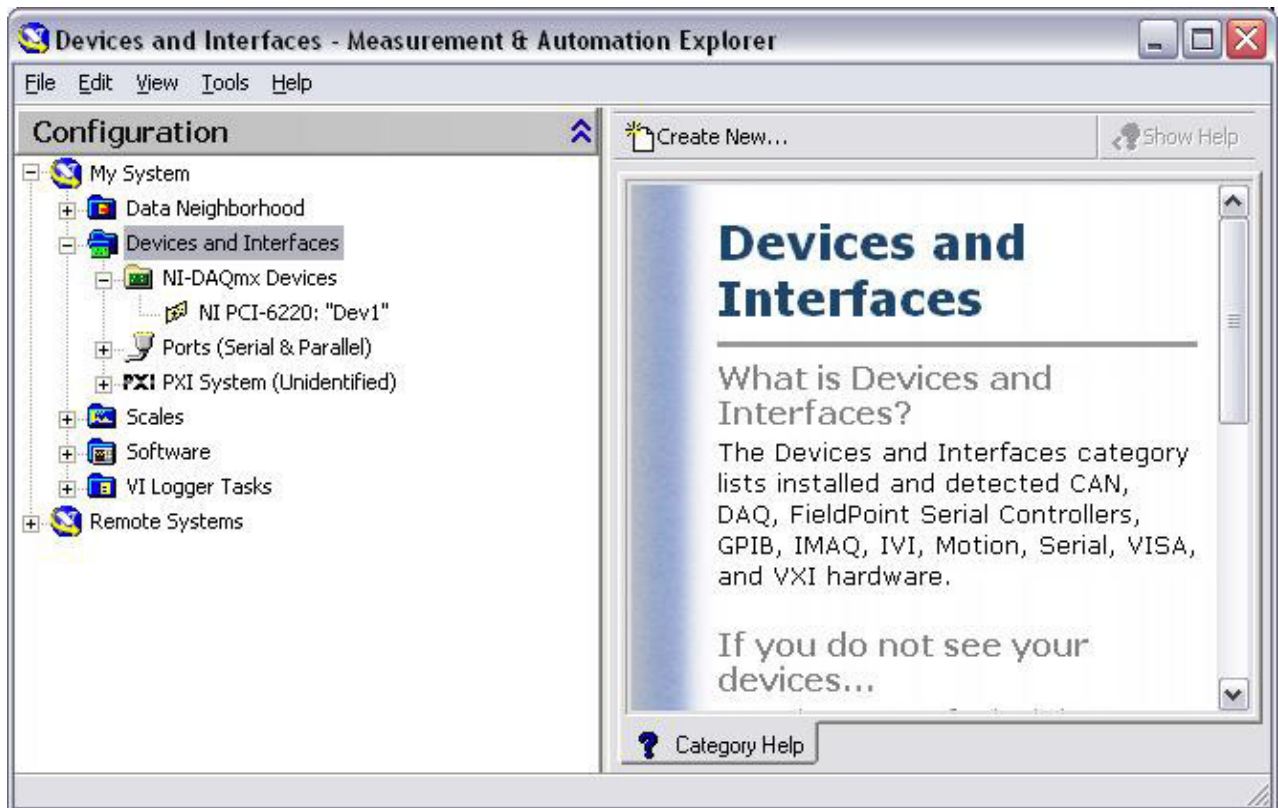 Devices and Interfaces - Measurement & Automation Explorer
File Edit View Tools Help
Configuration
My System
Data Neighborhood
Devices and Interfaces
NI-DAQmx Devices
NI PCI-6220: "Dev1"
Ports (Serial & Parallel)
PXI PXI System (Unidentified)
Scales
Software
VI Logger Tasks
Remote Systems
Create New...
Show Help
Devices and
Interfaces
What is Devices and
Interfaces?
The Devices and Interfaces category
lists installed and detected CAN,
DAQ, FieldPoint Serial Controllers,
GPIB, IMAQ, IVI, Motion, Serial, VISA,
and VXI hardware.
If you do not see your
devices...
Category Help